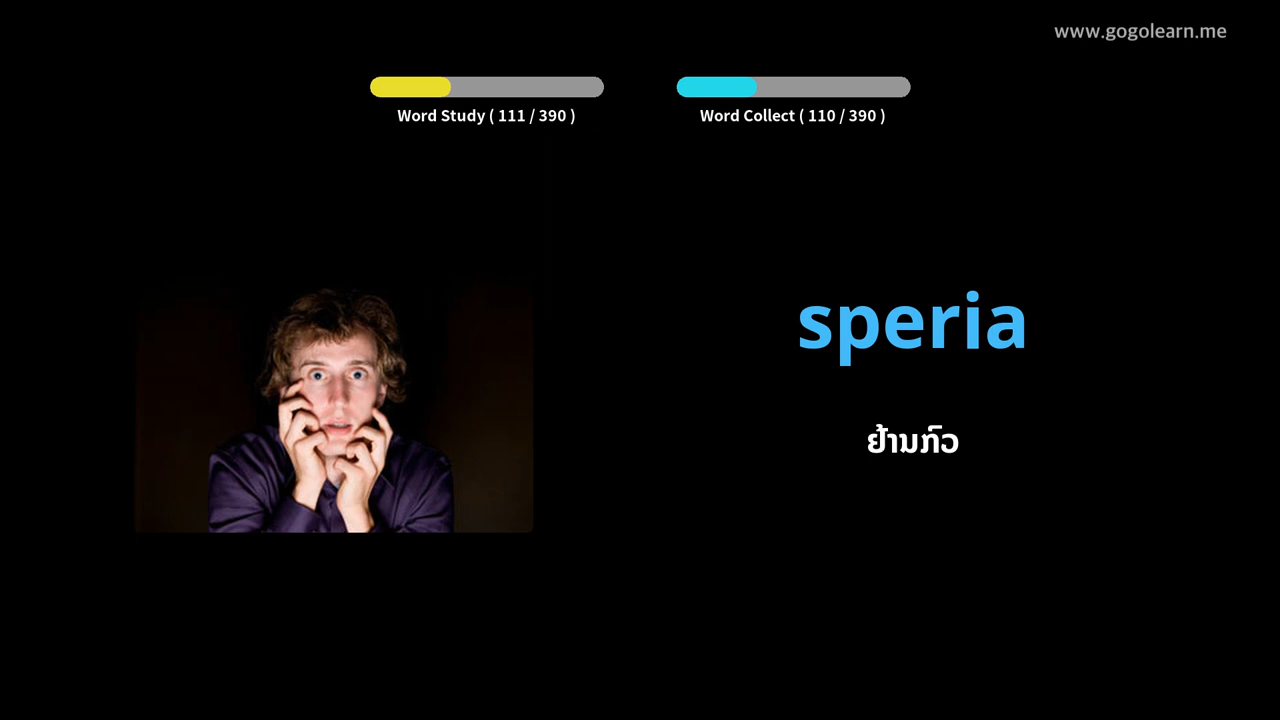 www.gogolearn.me
Word Study ( 111 / 390 )
Word Collect ( 110 / 390 )
speria
ຢ້ານກົວ